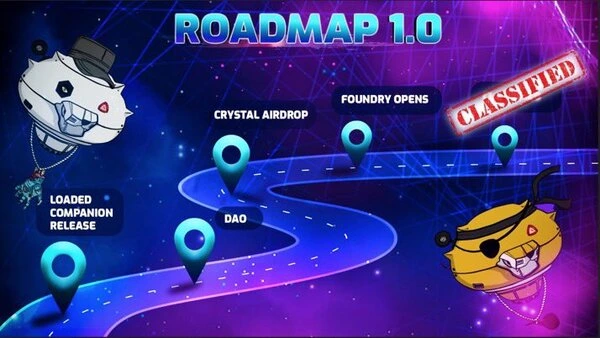 ROADMAP 1.0
LOADED
COMPANION
RELEASE
DAO
CRYSTAL AIRDROP
FOUNDRY OPENS
CLASSIFIED